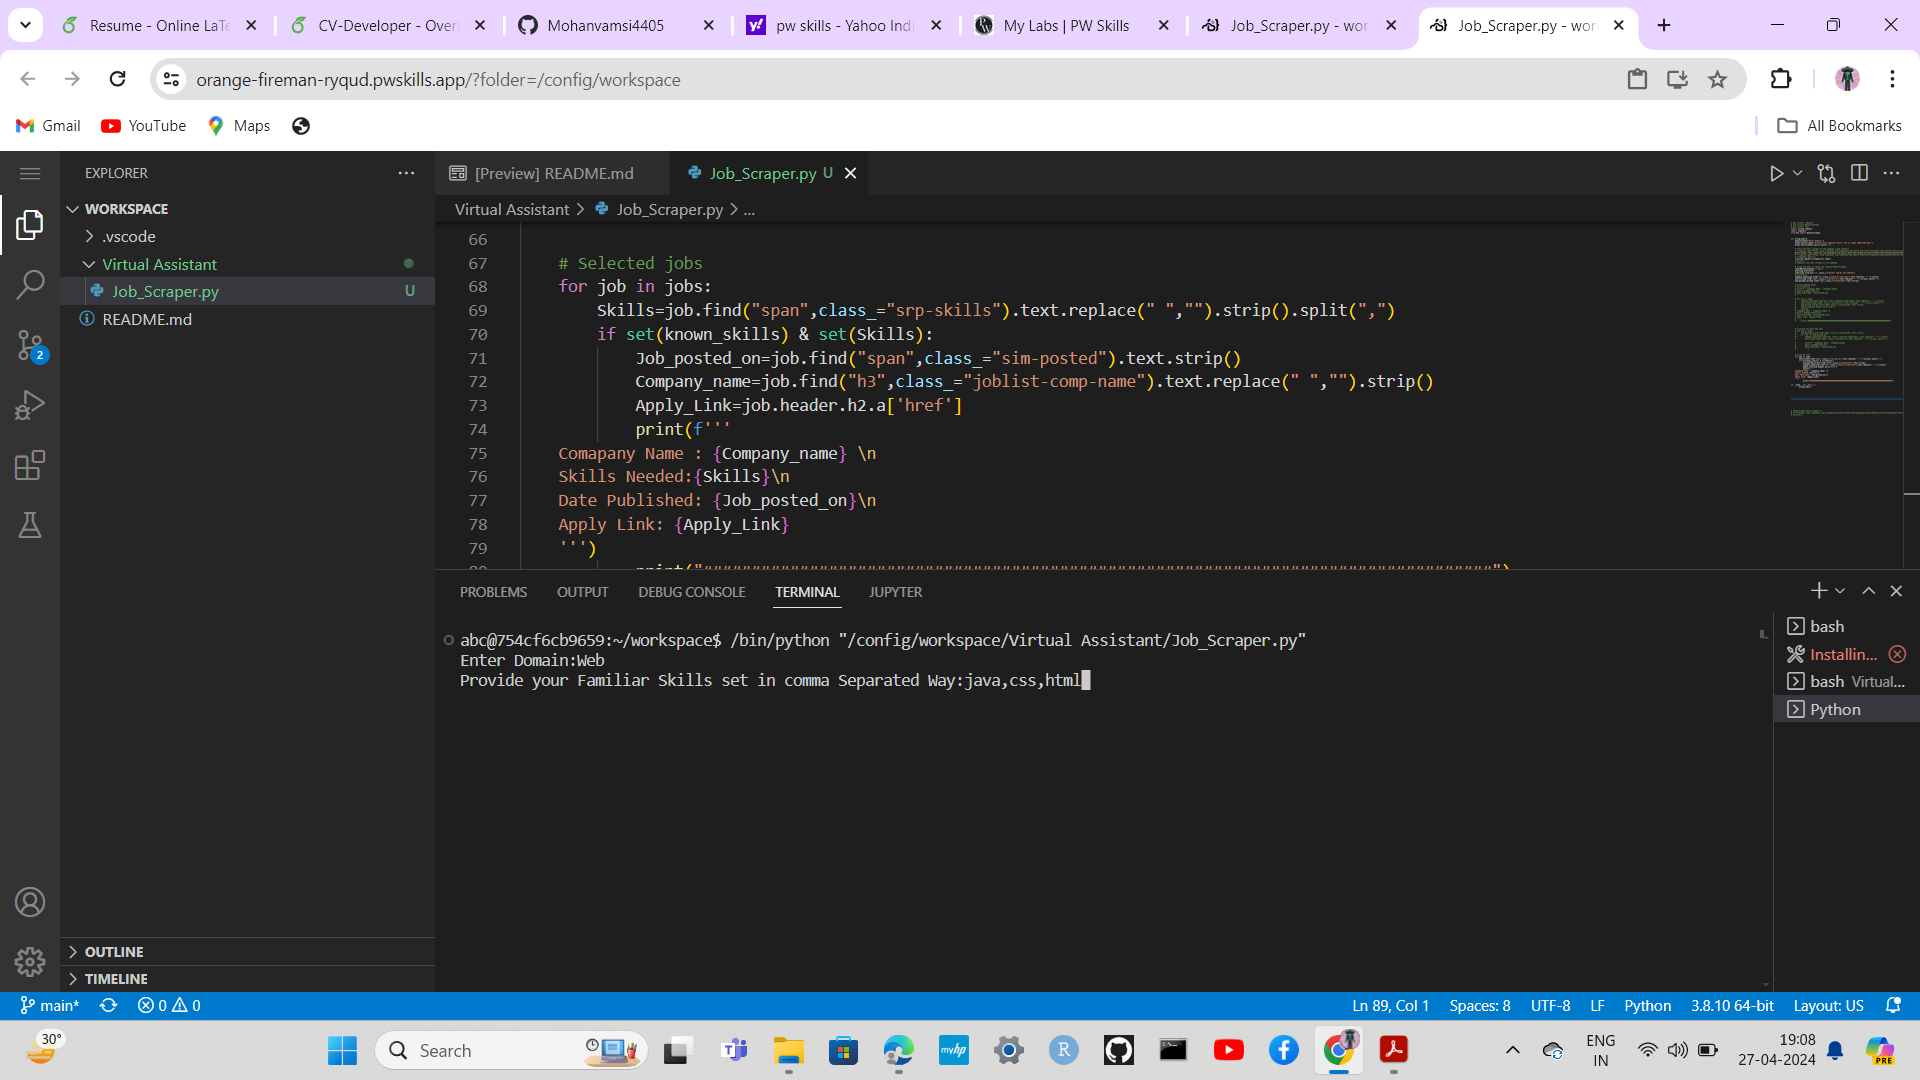 Resume - Online LaTe
CV-Developer - Over
Mohanvamsi4405
pw skills - Yahoo Indi
My Labs | PW Skills
Job_Scraper.py - wor
Job_Scraper.py - wor
orange-fireman-ryqud.pwskills.app/?folder=/config/workspace
Gmail
YouTube
Maps
All Bookmarks
EXPLORER
WORKSPACE
.vscode
Virtual Assistant
Job_Scraper.py U
README.md
2
OUTLINE
TIMELINE
[Preview] README.md
Job_Scraper.py U
Virtual Assistant > Job_Scraper.py > ...
66
67 # Selected jobs
68 for job in jobs:
69 Skills=job.find("span",class_="srp-skills").text.replace(" ","").strip().split(",")
70 if set(known_skills) & set(Skills):
71 Job_posted_on=job.find("span",class_="sim-posted").text.strip()
72 Company_name=job.find("h3",class_="joblist-comp-name").text.replace(" ","").strip()
73 Apply_Link=job.header.h2.a['href']
74 print(f'''
75 Comapany Name : {Company_name} \n
76 Skills Needed:{Skills}\n
77 Date Published: {Job_posted_on}\n
78 Apply Link: {Apply_Link}
79 ''')
PROBLEMS
OUTPUT
DEBUG CONSOLE
TERMINAL
JUPYTER
abc@754cf6cb9659:~/workspace$ /bin/python "/config/workspace/Virtual Assistant/Job_Scraper.py"
Enter Domain:Web
Provide your Familiar Skills set in comma Separated Way:java,css,html
bash
Installin...
bash Virtual...
Python
main*
0 0
Ln 89, Col 1
Spaces: 8
UTF-8
LF
Python
3.8.10 64-bit
Layout: US
30°
Search
myhp
R
ENG
IN
19:08
27-04-2024
PRE